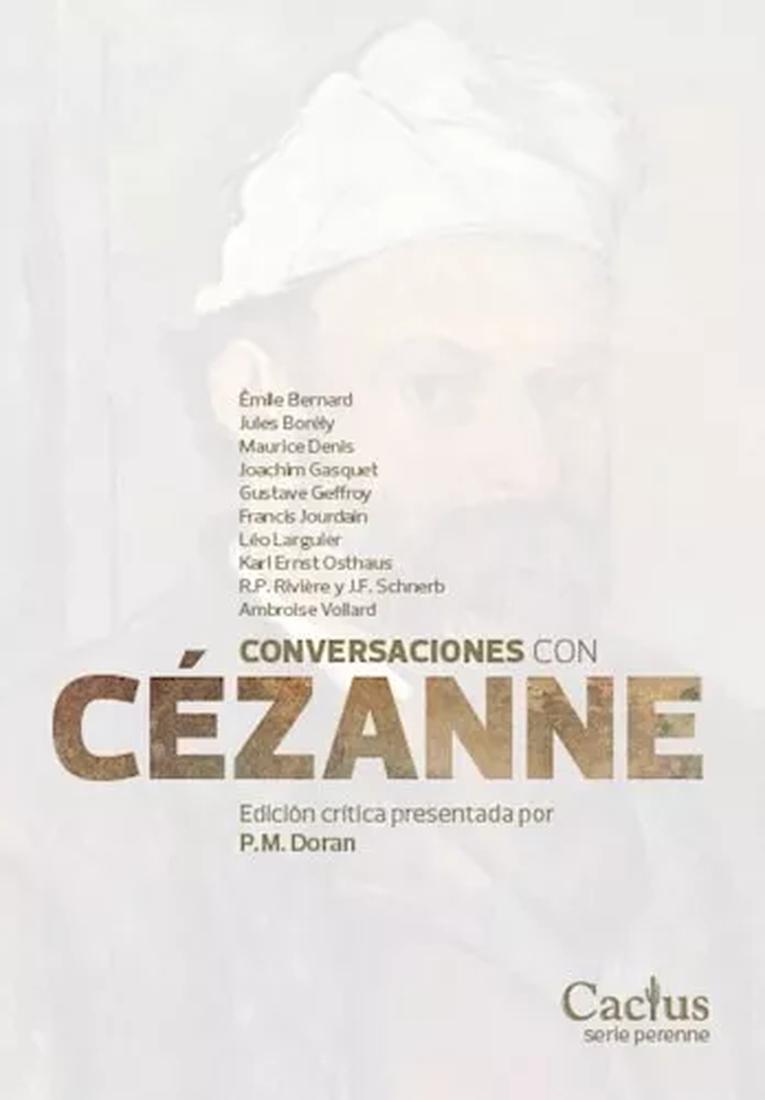 Émile Bernard
Jules Borély
Maurice Denis
Joachim Gasquet
Gustave Geffroy
Francis Jourdain
Léo Larguier
Karl Ernst Osthaus
R.P. Rivière y J.F. Schnerb
Ambroise Vollard
CONVERSACIONES CON
CÉZANNE
Edición crítica presentada por
P.M. Doran
Cactus
serie perenne